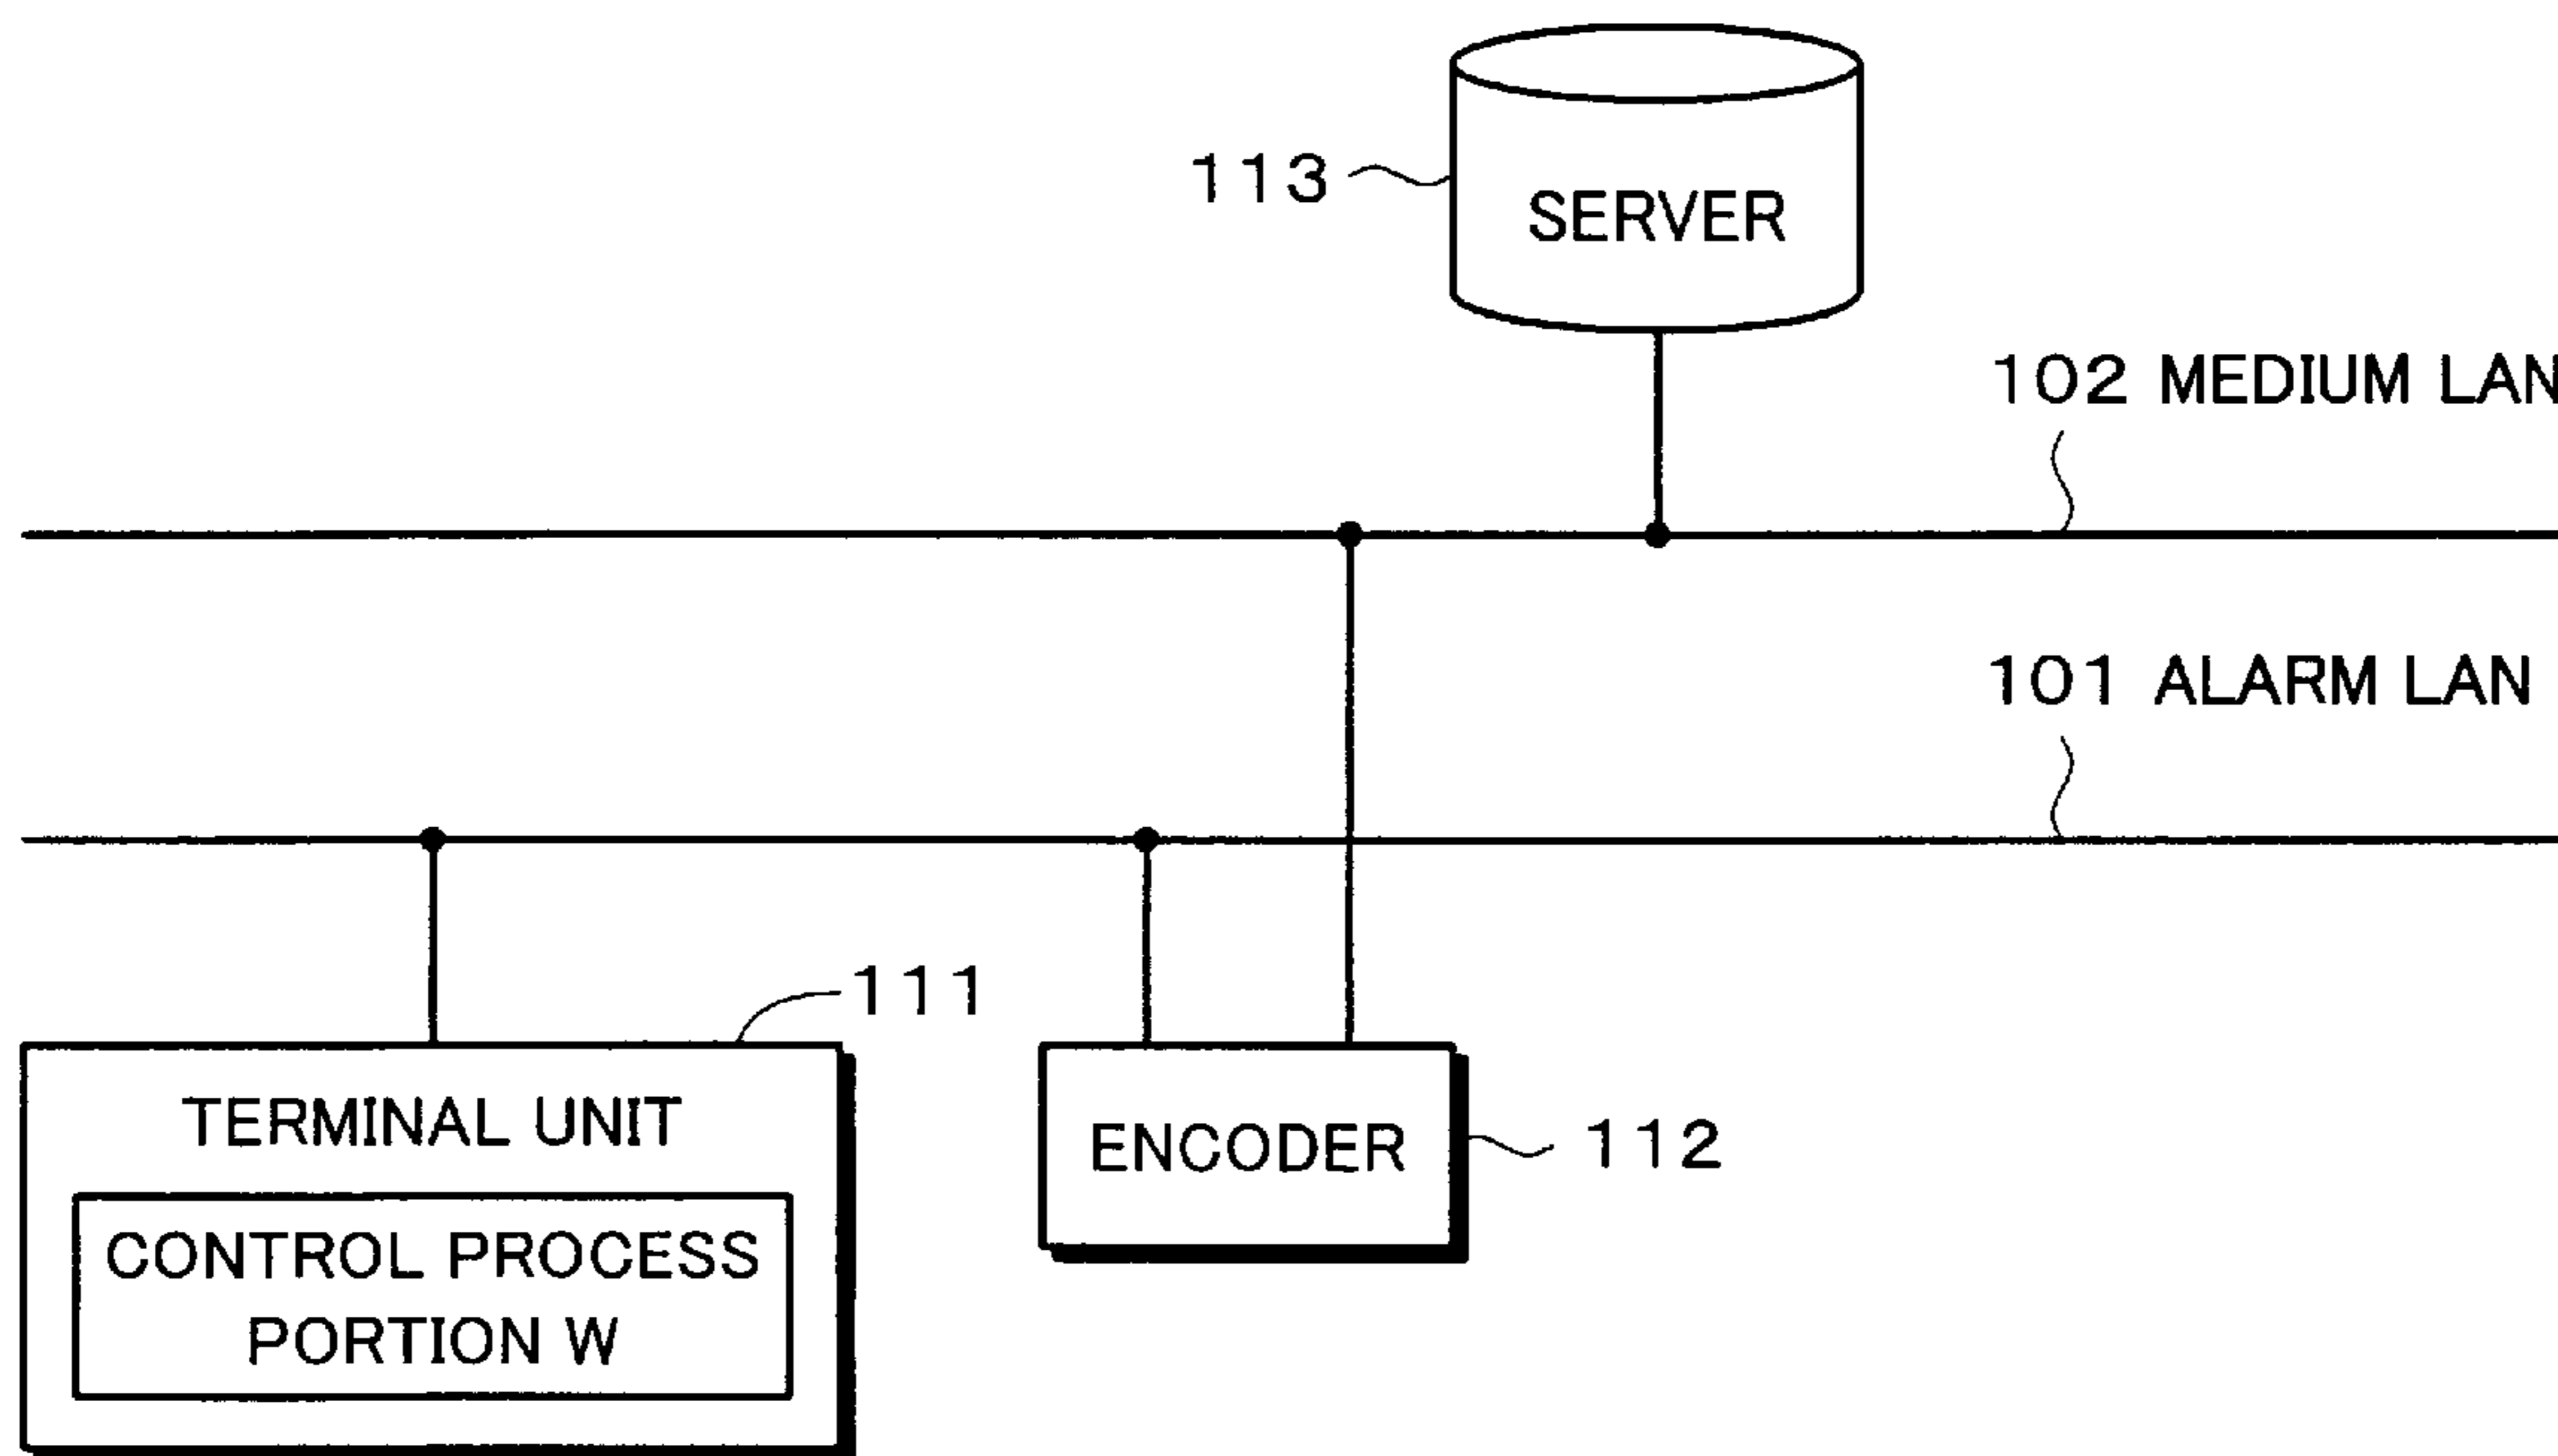 113
SERVER
102 MEDIUM LAN
101 ALARM LAN
111
TERMINAL UNIT
CONTROL PROCESS
PORTION W
ENCODER
112